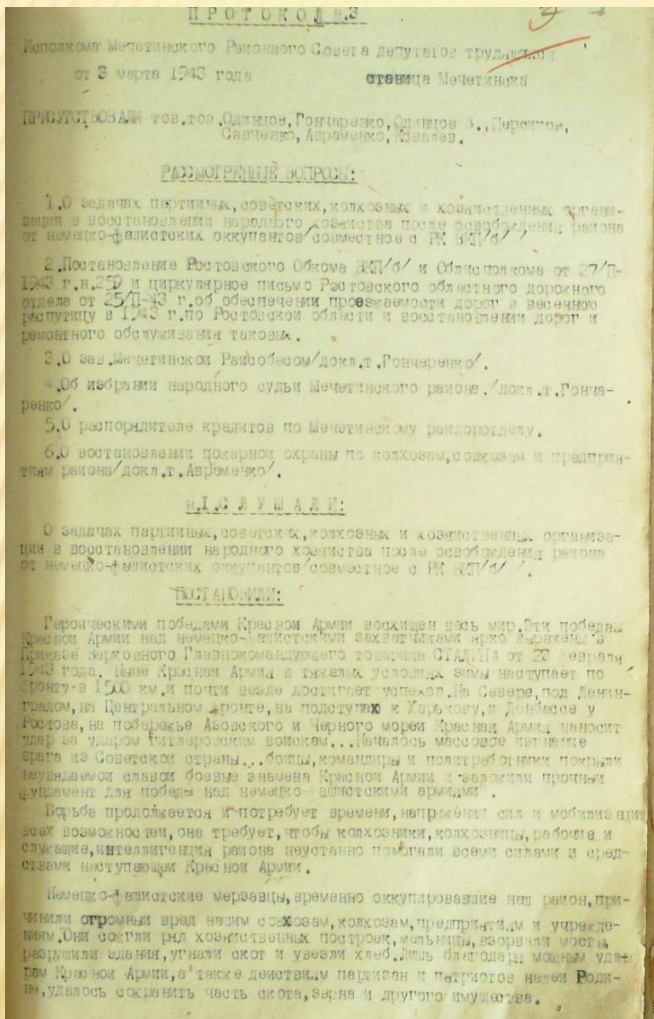 ПРОТОКОЛ N.3
Исполкома Мечетинского Районного Совета депутатов трудящихся
от 3 марта 1943 года станица Мечетинска
ПРИСУТСТВОВАЛИ тов.тов.Одинцов,Гончаренко,Одинцов В.,Персиков,
Савченко,Авраменко,Ковалев.
РАССМОТРЕННЫЕ ВОПРОСЫ:
1.О задачах партийных,советских,колхозных и хозяйственных органи-
зации в восстановлении народного хозяйства после освобождения района
от немецко-фашистских оккупантов/совместное с РК ВКП/б/ /
2.Постановление Ростовского Обкома ВКП/б/ и Облисполкома от 27/П-
1943 г.н.259 и циркулярное письмо Ростовского областного дорожного
отдела от 25/П-43 г.об обеспечении проезжаемости дорог в весеннюю
распутицу в 1943 г.по Ростовской области и восстановлении дорог и
ремонтного обслуживания таковых.
3.О зав.Мечетинской Райсобесом/докл.т.Гончеренко/.
4.Об избрании народного судьи Мечетинского района./докл.т.Гонча-
ренко/.
5.О распорядителе кредитов по Мечетинскому райдоротделу.
6.О востановлении пожарной охраны по колхозам,совхозам и предприя-
тиям района/докл.т.Авраменко/.
н.I.СЛУШАЛИ:
О задачах партийных,советских,колхозных и хозяйственных организа-
ции в восстановлении народного хозяйства после освобождения района
от немецко-фашистских оккупантов/совместное с РК ВКП/б/ /.
ПОСТАНОВИЛИ:
Героическими победами Красной Армии восхищен весь мир.Эти победы
Красной Армии над немецко-фашистскими захватчиками ярко выражены в
Приказе Верховного Главнокомандующего товарища СТАЛИНА от 23 февраля
1943 года. Ныне Красная Армия в тяжелых условиях зимы наступает по
фронту в 1500 км.и почти везде достигает успехов.На Севере,под Ленин-
градом,на Центральном фронте,на подступах к Харькову,к Донбассе у
Ростова,на побережье Азовского и Черного морей Красная Армия наносит
удар за ударом гитлеровским войскам...Началось массовое изгнание
врага из Советской страны...бойцы,командиры и политработники покрыли
неувядаемой славой боевые знамена Красной Армии и заложили прочный
фундамент для победы над немецко-фашистскими армиями".
Борьба продолжается и потребует времени,напряжения сил и мобилизации
всех возможностей,она требует,чтобы колхозники,колхозницы,рабочие и
служащие,интеллигенция района неустанно помогали всеми силами и сред-
ствами наступающей Красной Армии.
Немецко-фашистские мерзавцы,временно оккупировавшие наш район,при-
чинили огромный вред нашим совхозам,колхозам,предприятиям и учрежде-
ниям.Они сожгли ряд хозяйственных построек,мельницы,взорвали мосты,
разрушили здания,угнали скот и увезли хлеб.Лишь благодаря мощным уда-
рам Красной Армии,а также действиям партизан и патриотов нашей Роди-
ны,удалось сохранить часть скота,зерна и другого имущества.